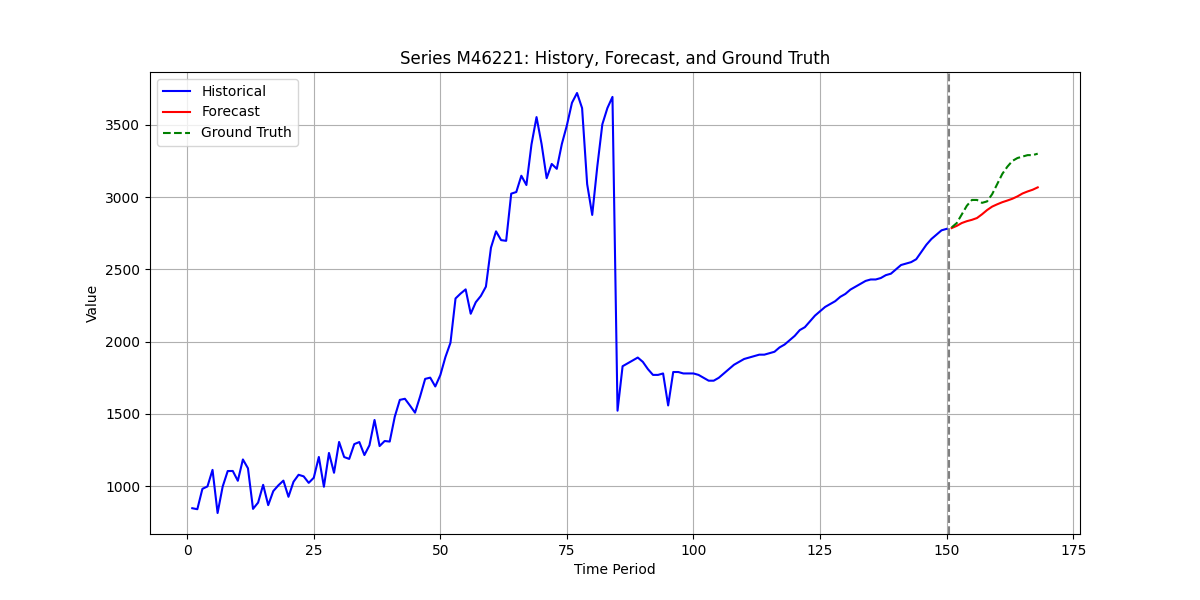 Series M46221: History, Forecast, and Ground Truth
Historical
Forecast
Ground Truth
3500
3000
2500
2000
1500
1000
Value
0 25 50 75 100 125 150 175
Time Period